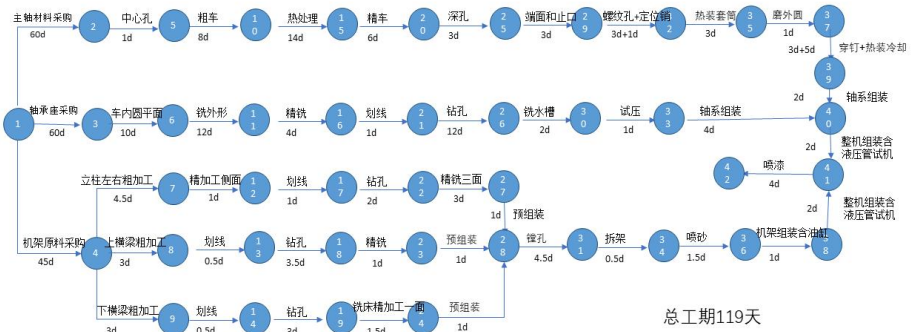 主轴材料采购 中心孔 粗车 热处理 精车 深孔 端面和止口 螺纹孔+定位销 热装套筒 磨外圆
2 5 10 15 20 25 29 2 35 37
60d 1d 8d 14d 6d 3d 3d 3d+1d 3d 1d
3d+5d 穿钉+热装冷却
39
2d 轴系组装
轴承座采购 车内圆平面 铣外形 精铣 划线 钻孔 铣水槽 试压 轴系组装
1 3 6 11 16 21 26 30 33 40
60d 10d 12d 4d 1d 12d 2d 1d 4d
2d 整机组装含
液压管试机
立柱左右粗加工 精加工侧面 划线 钻孔 精铣三面 喷漆
7 12 17 22 27 42 41
4.5d 1d 1d 2d 3d 4d
1d 预组装
2d 整机组装含
液压管试机
机架原料采购 上横梁粗加工 划线 钻孔 精铣 预组装 镗孔 拆架 喷砂 机架组装含油缸
4 8 13 18 23 28 31 34 36 38
45d 3d 0.5d 3.5d 1d 1d 4.5d 0.5d 1.5d 1d
下横梁粗加工 划线 钻孔 铣床精加工一面 预组装
9 14 19 4
3d 0.5d 3d 1.5d 1d
总工期119天